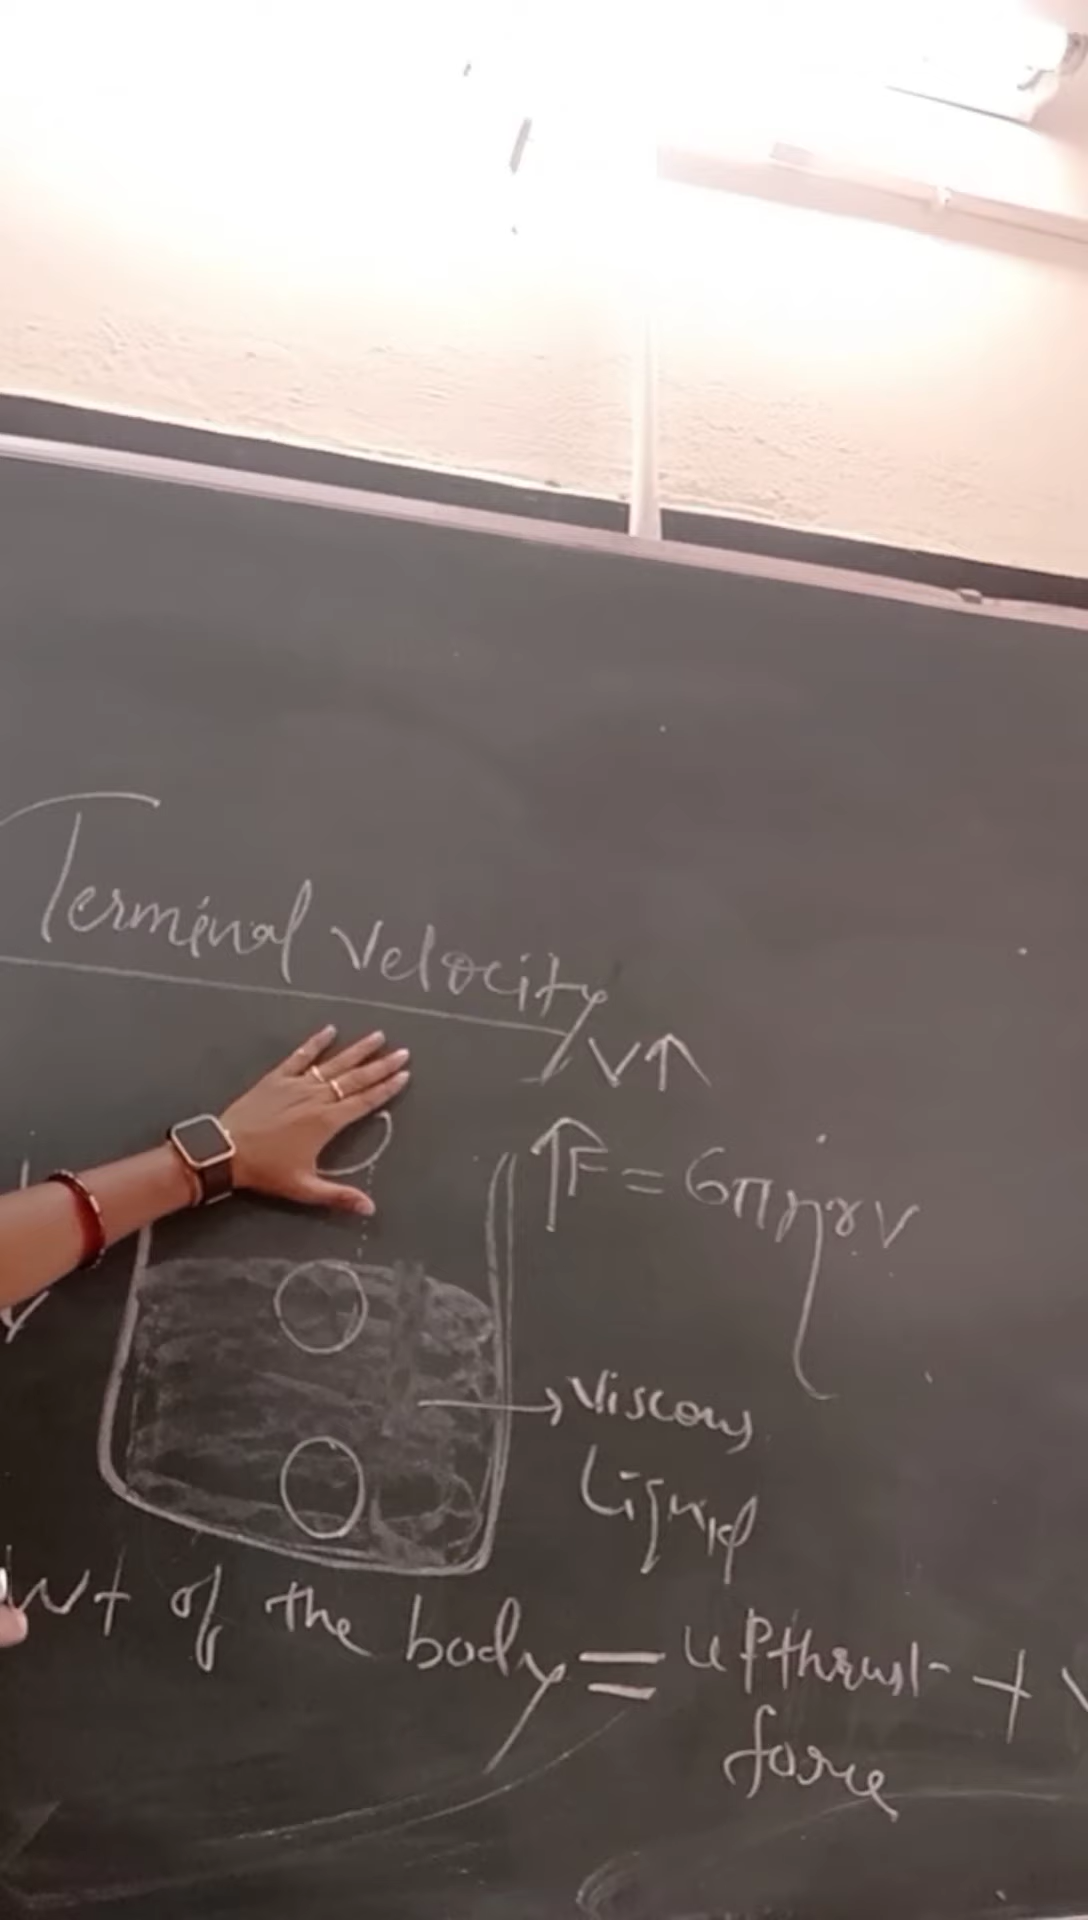 Terminal velocity
V↑
↑F = 6πηrv
→ Viscous
Liquid
Wt of the body = upthrust +
force